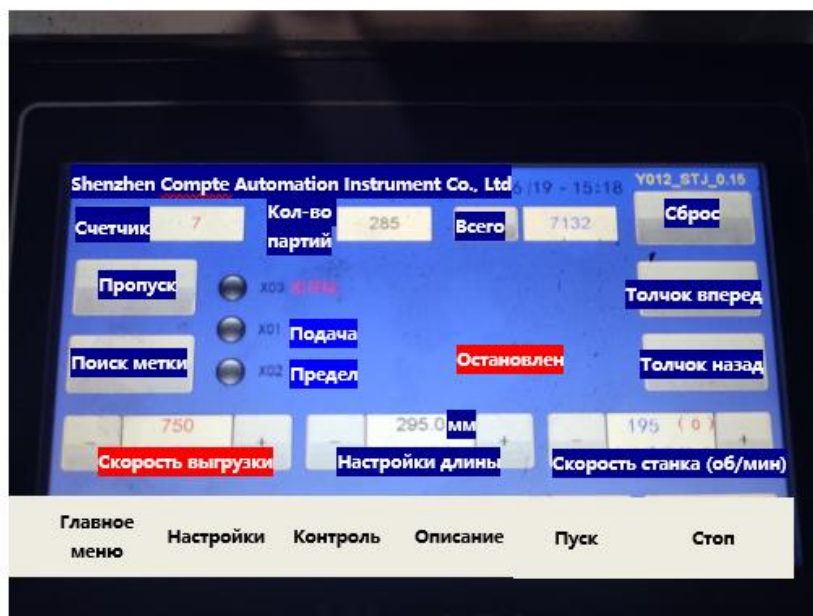 Shenzhen Compte Automation Instrument Co., Ltd 6/19 - 15:18 Y012_STJ_0.15
Счетчик 7 Кол-во партий 285 Всего 7132 Сброс
Пропуск X03 Толчок вперед
X01 Подача
Поиск метки X02 Предел Остановлен Толчок назад
- 750 + - 295.0 мм + - 195 (0) +
Скорость выгрузки Настройки длины Скорость станка (об/мин)
Главное меню Настройки Контроль Описание Пуск Стоп